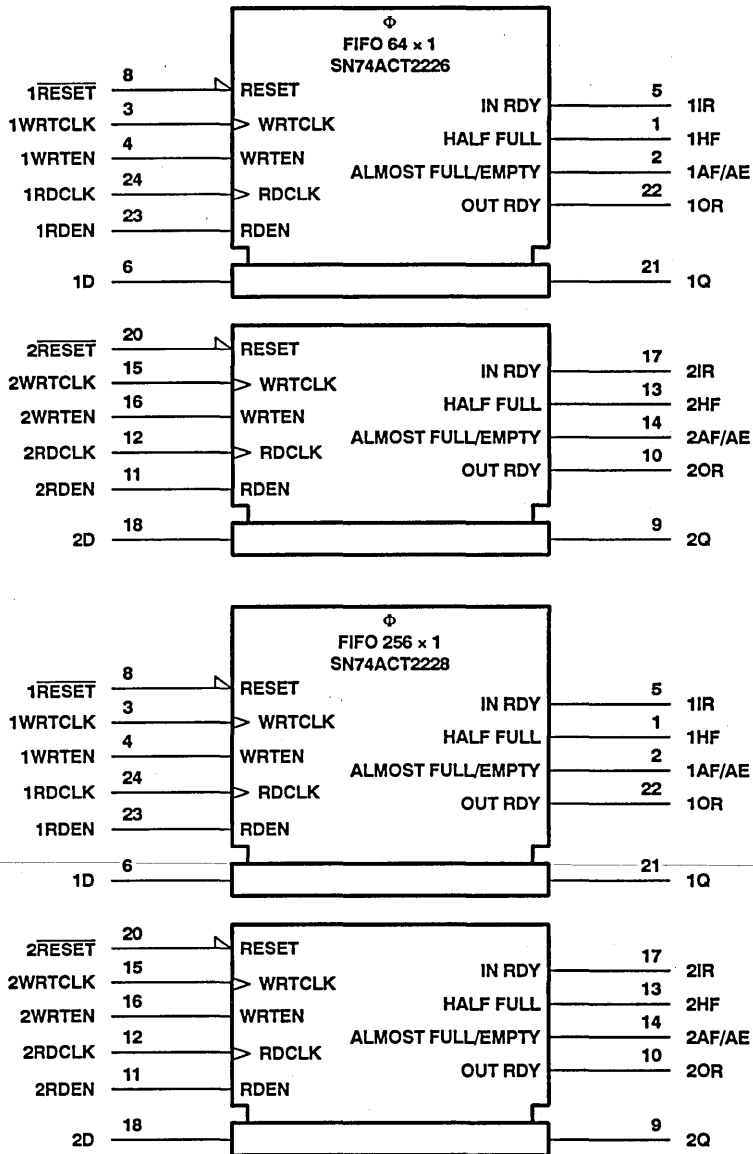 Φ
FIFO 64 × 1
SN74ACT2226
1RESET 8 RESET
1WRTCLK 3 WRTCLK
1WRTEN 4 WRTEN
1RDCLK 24 RDCLK
1RDEN 23 RDEN
IN RDY 5 1IR
HALF FULL 1 1HF
ALMOST FULL/EMPTY 2 1AF/AE
OUT RDY 22 1OR
1D 6 21 1Q
2RESET 20 RESET
2WRTCLK 15 WRTCLK
2WRTEN 16 WRTEN
2RDCLK 12 RDCLK
2RDEN 11 RDEN
IN RDY 17 2IR
HALF FULL 13 2HF
ALMOST FULL/EMPTY 14 2AF/AE
OUT RDY 10 2OR
2D 18 9 2Q
Φ
FIFO 256 × 1
SN74ACT2228
1RESET 8 RESET
1WRTCLK 3 WRTCLK
1WRTEN 4 WRTEN
1RDCLK 24 RDCLK
1RDEN 23 RDEN
IN RDY 5 1IR
HALF FULL 1 1HF
ALMOST FULL/EMPTY 2 1AF/AE
OUT RDY 22 1OR
1D 6 21 1Q
2RESET 20 RESET
2WRTCLK 15 WRTCLK
2WRTEN 16 WRTEN
2RDCLK 12 RDCLK
2RDEN 11 RDEN
IN RDY 17 2IR
HALF FULL 13 2HF
ALMOST FULL/EMPTY 14 2AF/AE
OUT RDY 10 2OR
2D 18 9 2Q